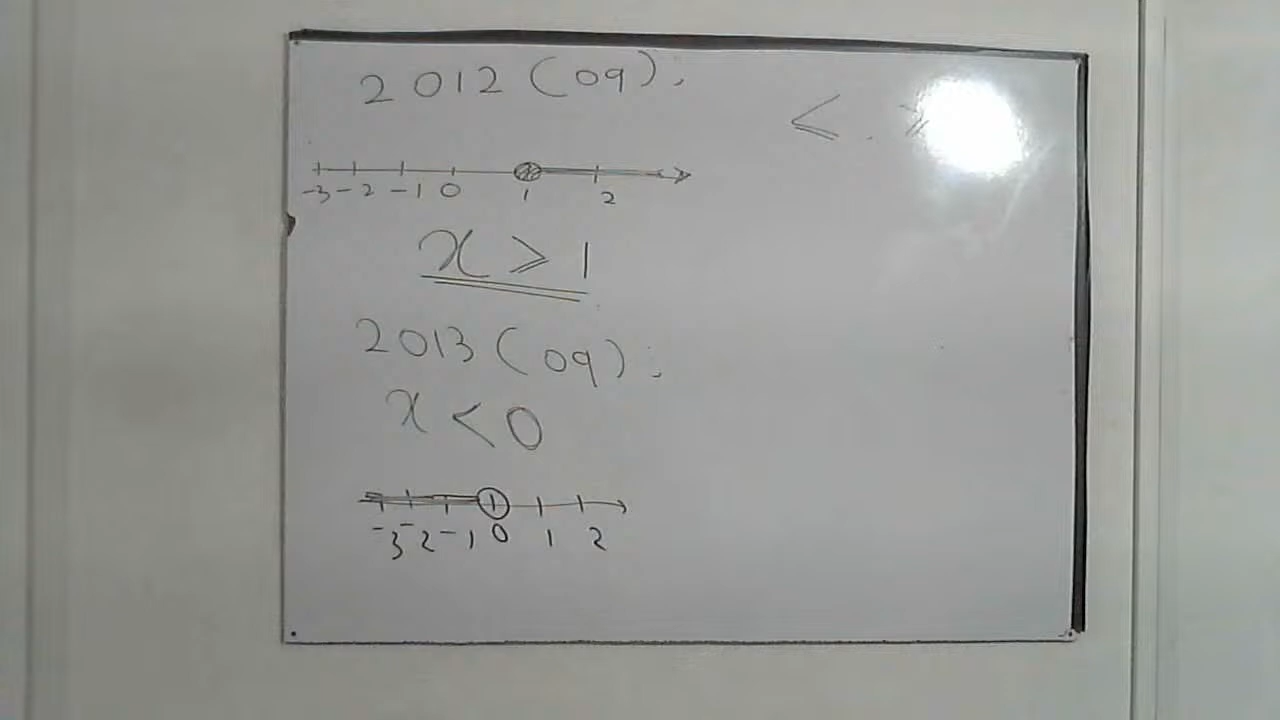 2012 (09):
⩽ . ⩾
-3 -2 -1 0 1 2
x ⩾ 1
2013 (09):
x < 0
-3 -2 -1 0 1 2